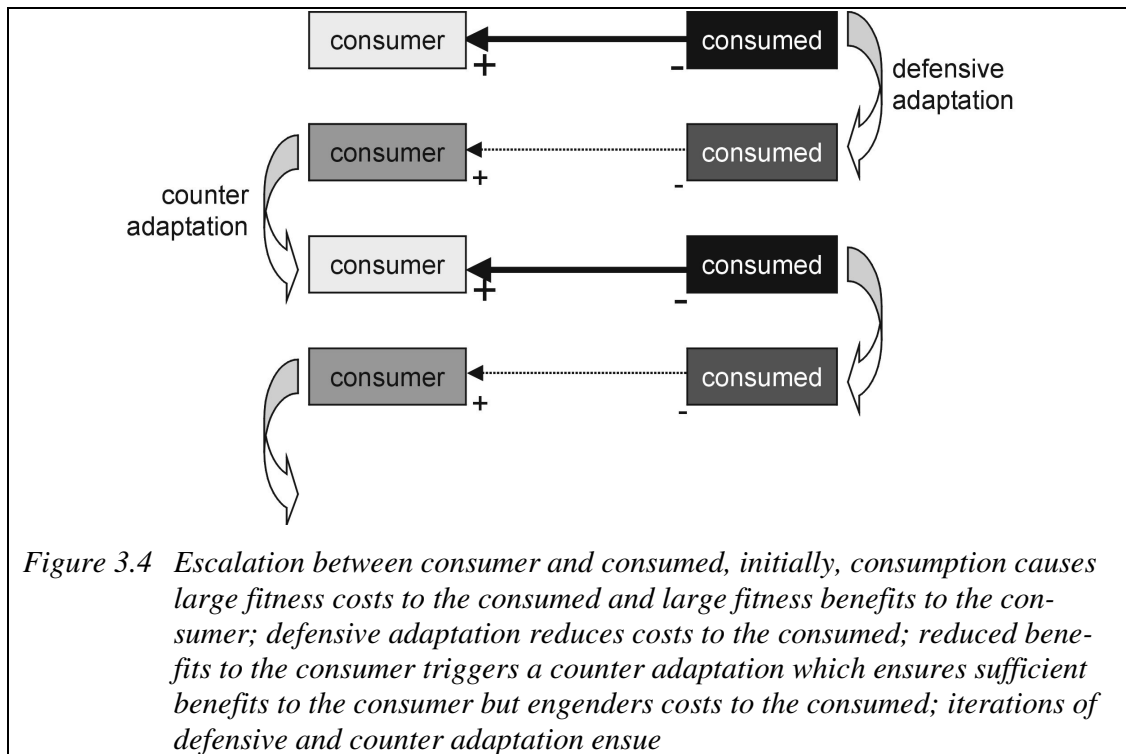 consumer
consumed
+
-
defensive
adaptation
consumer
consumed
+
-
counter
adaptation
consumer
consumed
+
-
consumer
consumed
+
-
Figure 3.4 Escalation between consumer and consumed, initially, consumption causes
large fitness costs to the consumed and large fitness benefits to the con-
sumer; defensive adaptation reduces costs to the consumed; reduced bene-
fits to the consumer triggers a counter adaptation which ensures sufficient
benefits to the consumer but engenders costs to the consumed; iterations of
defensive and counter adaptation ensue